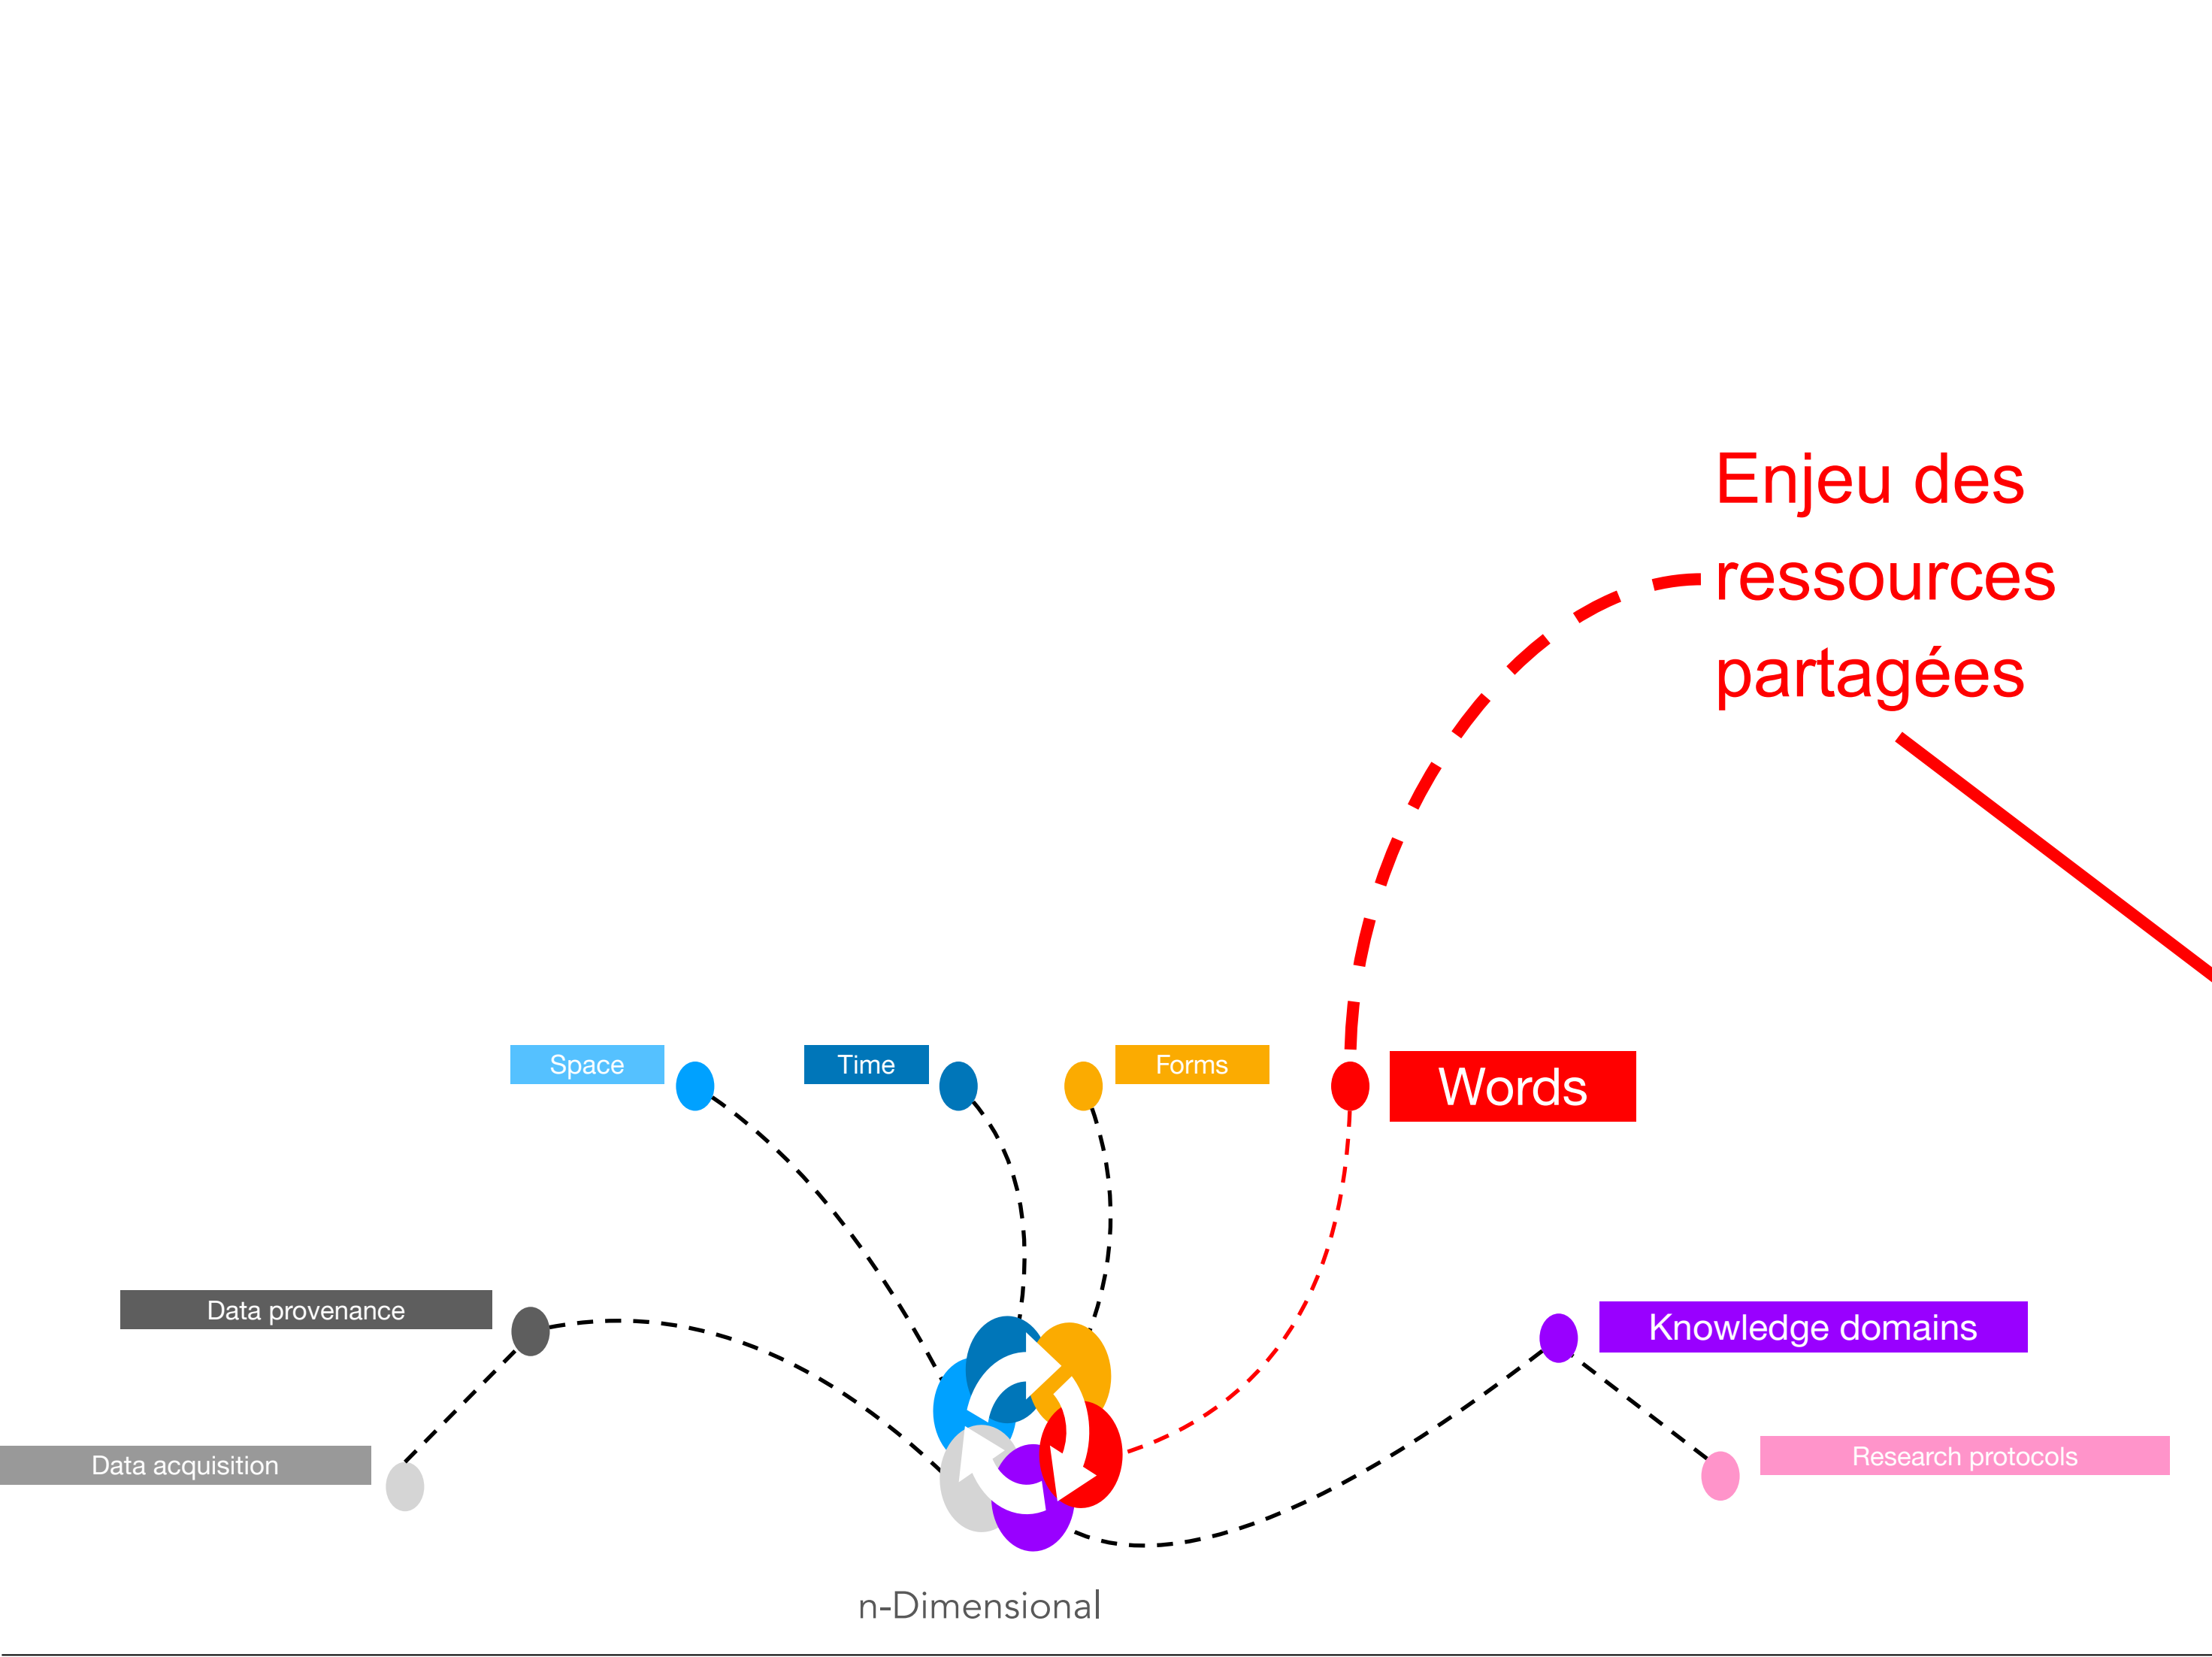 Enjeu des
ressources
partagées
Space
Time
Forms
Words
Data provenance
Knowledge domains
Data acquisition
Research protocols
n-Dimensional